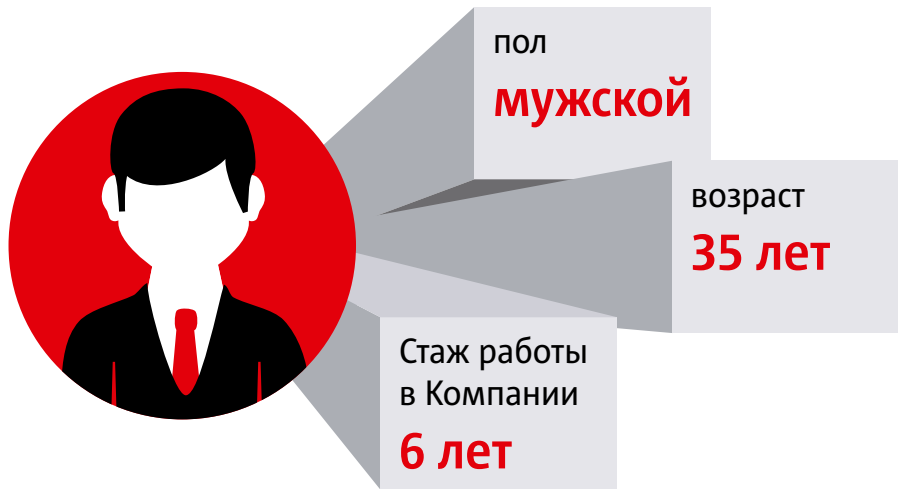 пол
мужской
возраст
35 лет
Стаж работы
в Компании
6 лет